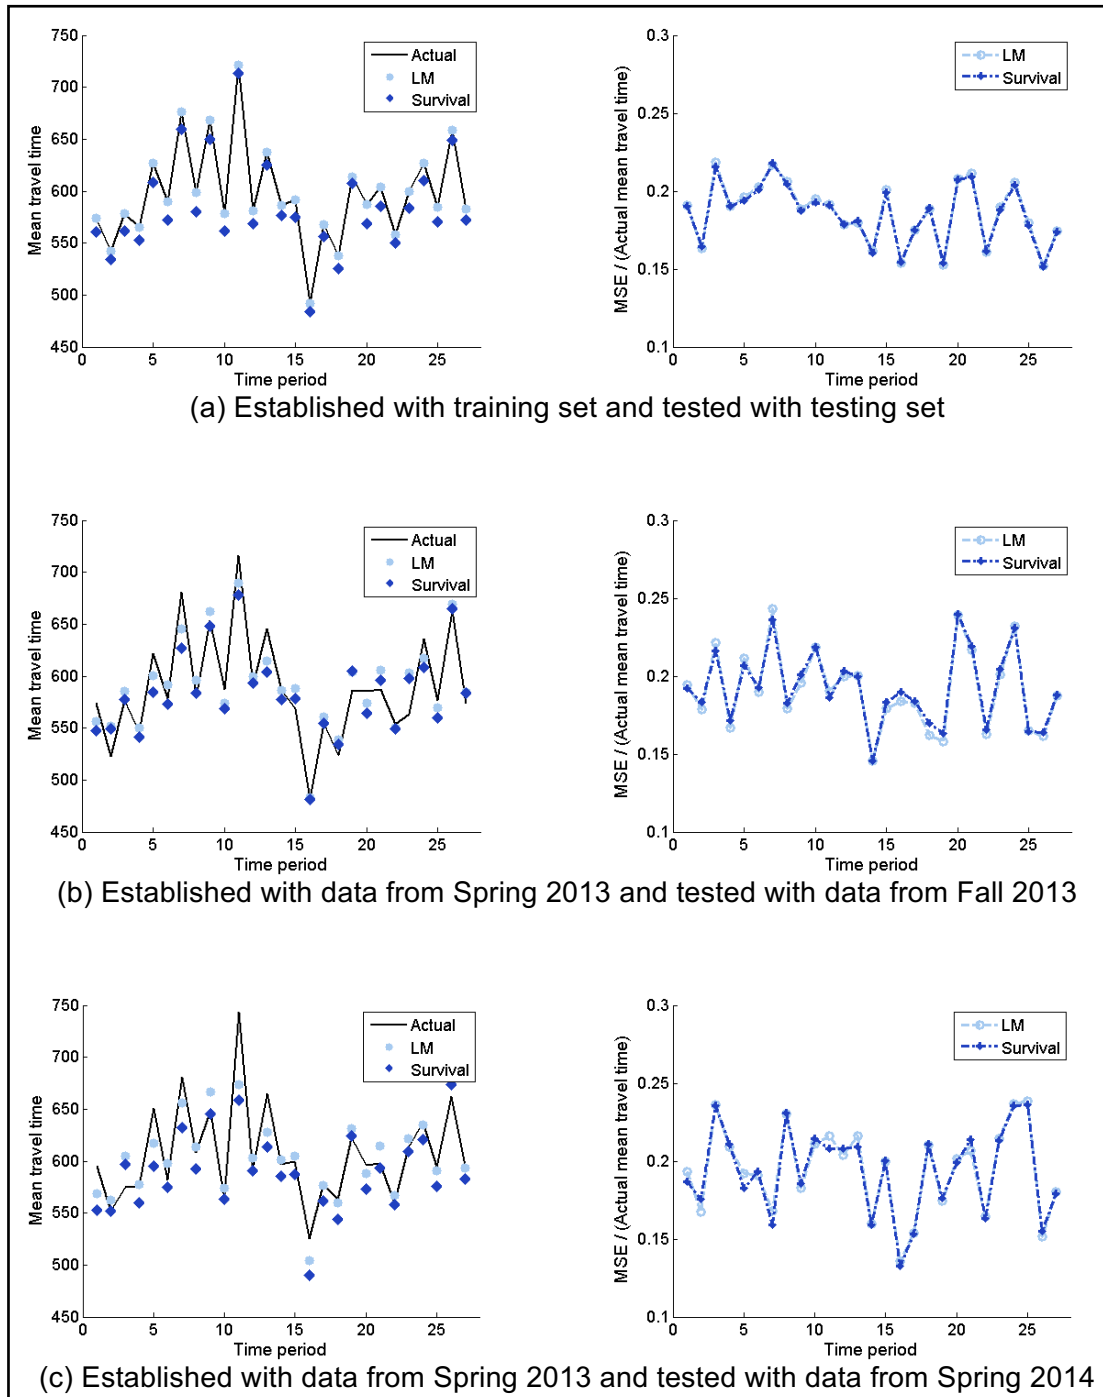 750
700
650
600
550
500
450
Mean travel time
0 5 10 15 20 25
Time period
Actual
LM
Survival
0.3
0.25
0.2
0.15
0.1
MSE / (Actual mean travel time)
0 5 10 15 20 25
Time period
LM
Survival
(a) Established with training set and tested with testing set
750
700
650
600
550
500
450
Mean travel time
0 5 10 15 20 25
Time period
Actual
LM
Survival
0.3
0.25
0.2
0.15
0.1
MSE / (Actual mean travel time)
0 5 10 15 20 25
Time period
LM
Survival
(b) Established with data from Spring 2013 and tested with data from Fall 2013
750
700
650
600
550
500
450
Mean travel time
0 5 10 15 20 25
Time period
Actual
LM
Survival
0.3
0.25
0.2
0.15
0.1
MSE / (Actual mean travel time)
0 5 10 15 20 25
Time period
LM
Survival
(c) Established with data from Spring 2013 and tested with data from Spring 2014